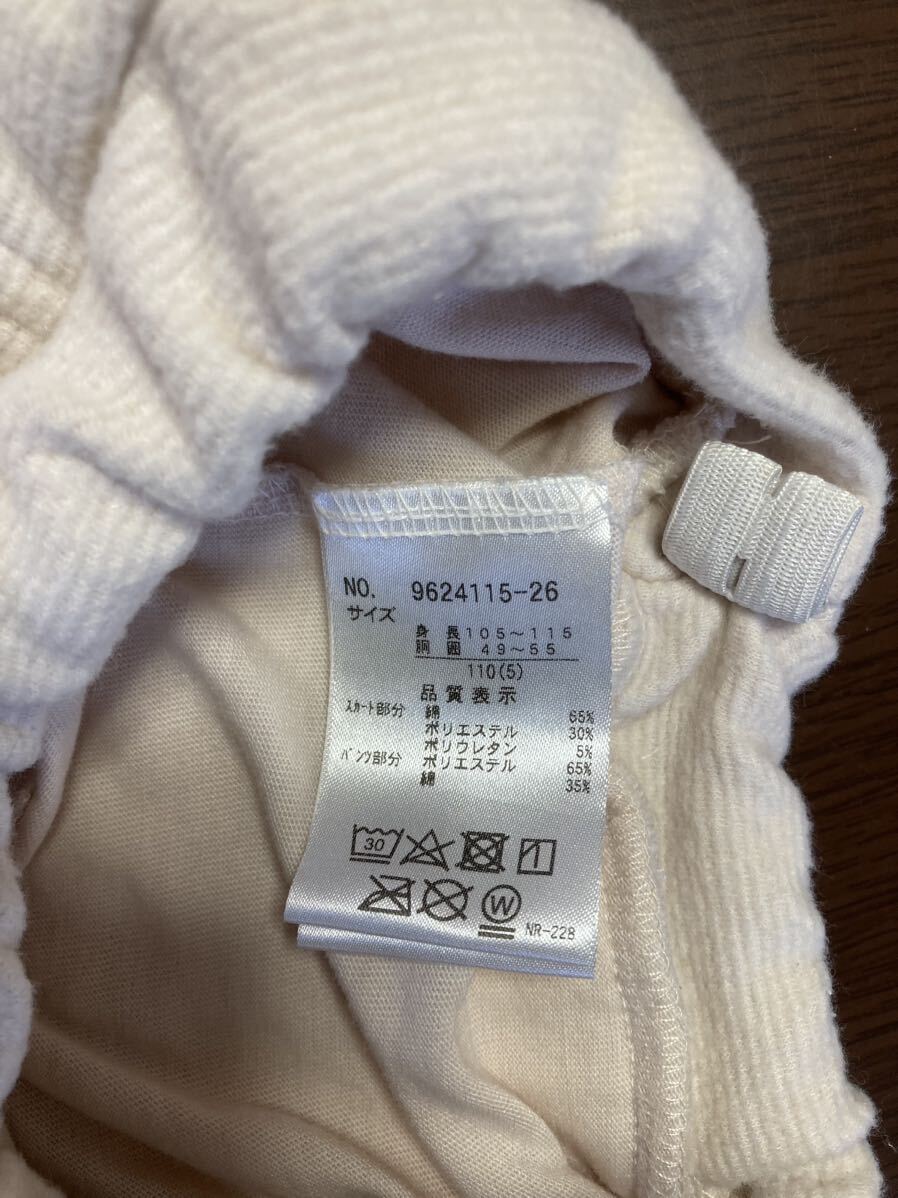 NO. 9624115-26
サイズ
身長105～115
胴囲 49～55
110(5)
品質表示
スカート部分 綿 65%
ポリエステル 30%
ポリウレタン 5%
パンツ部分 ポリエステル 65%
綿 35%
30
W
NR-228